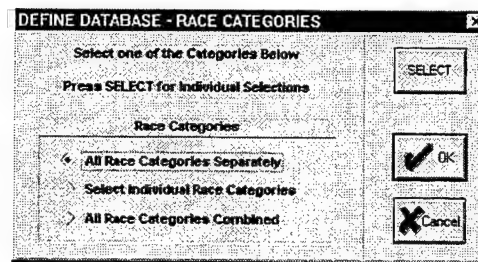 DEFINE DATABASE - RACE CATEGORIES
Select one of the Categories Below
Press SELECT for Individual Selections
Race Categories
All Race Categories Separately
Select Individual Race Categories
All Race Categories Combined
SELECT
OK
Cancel